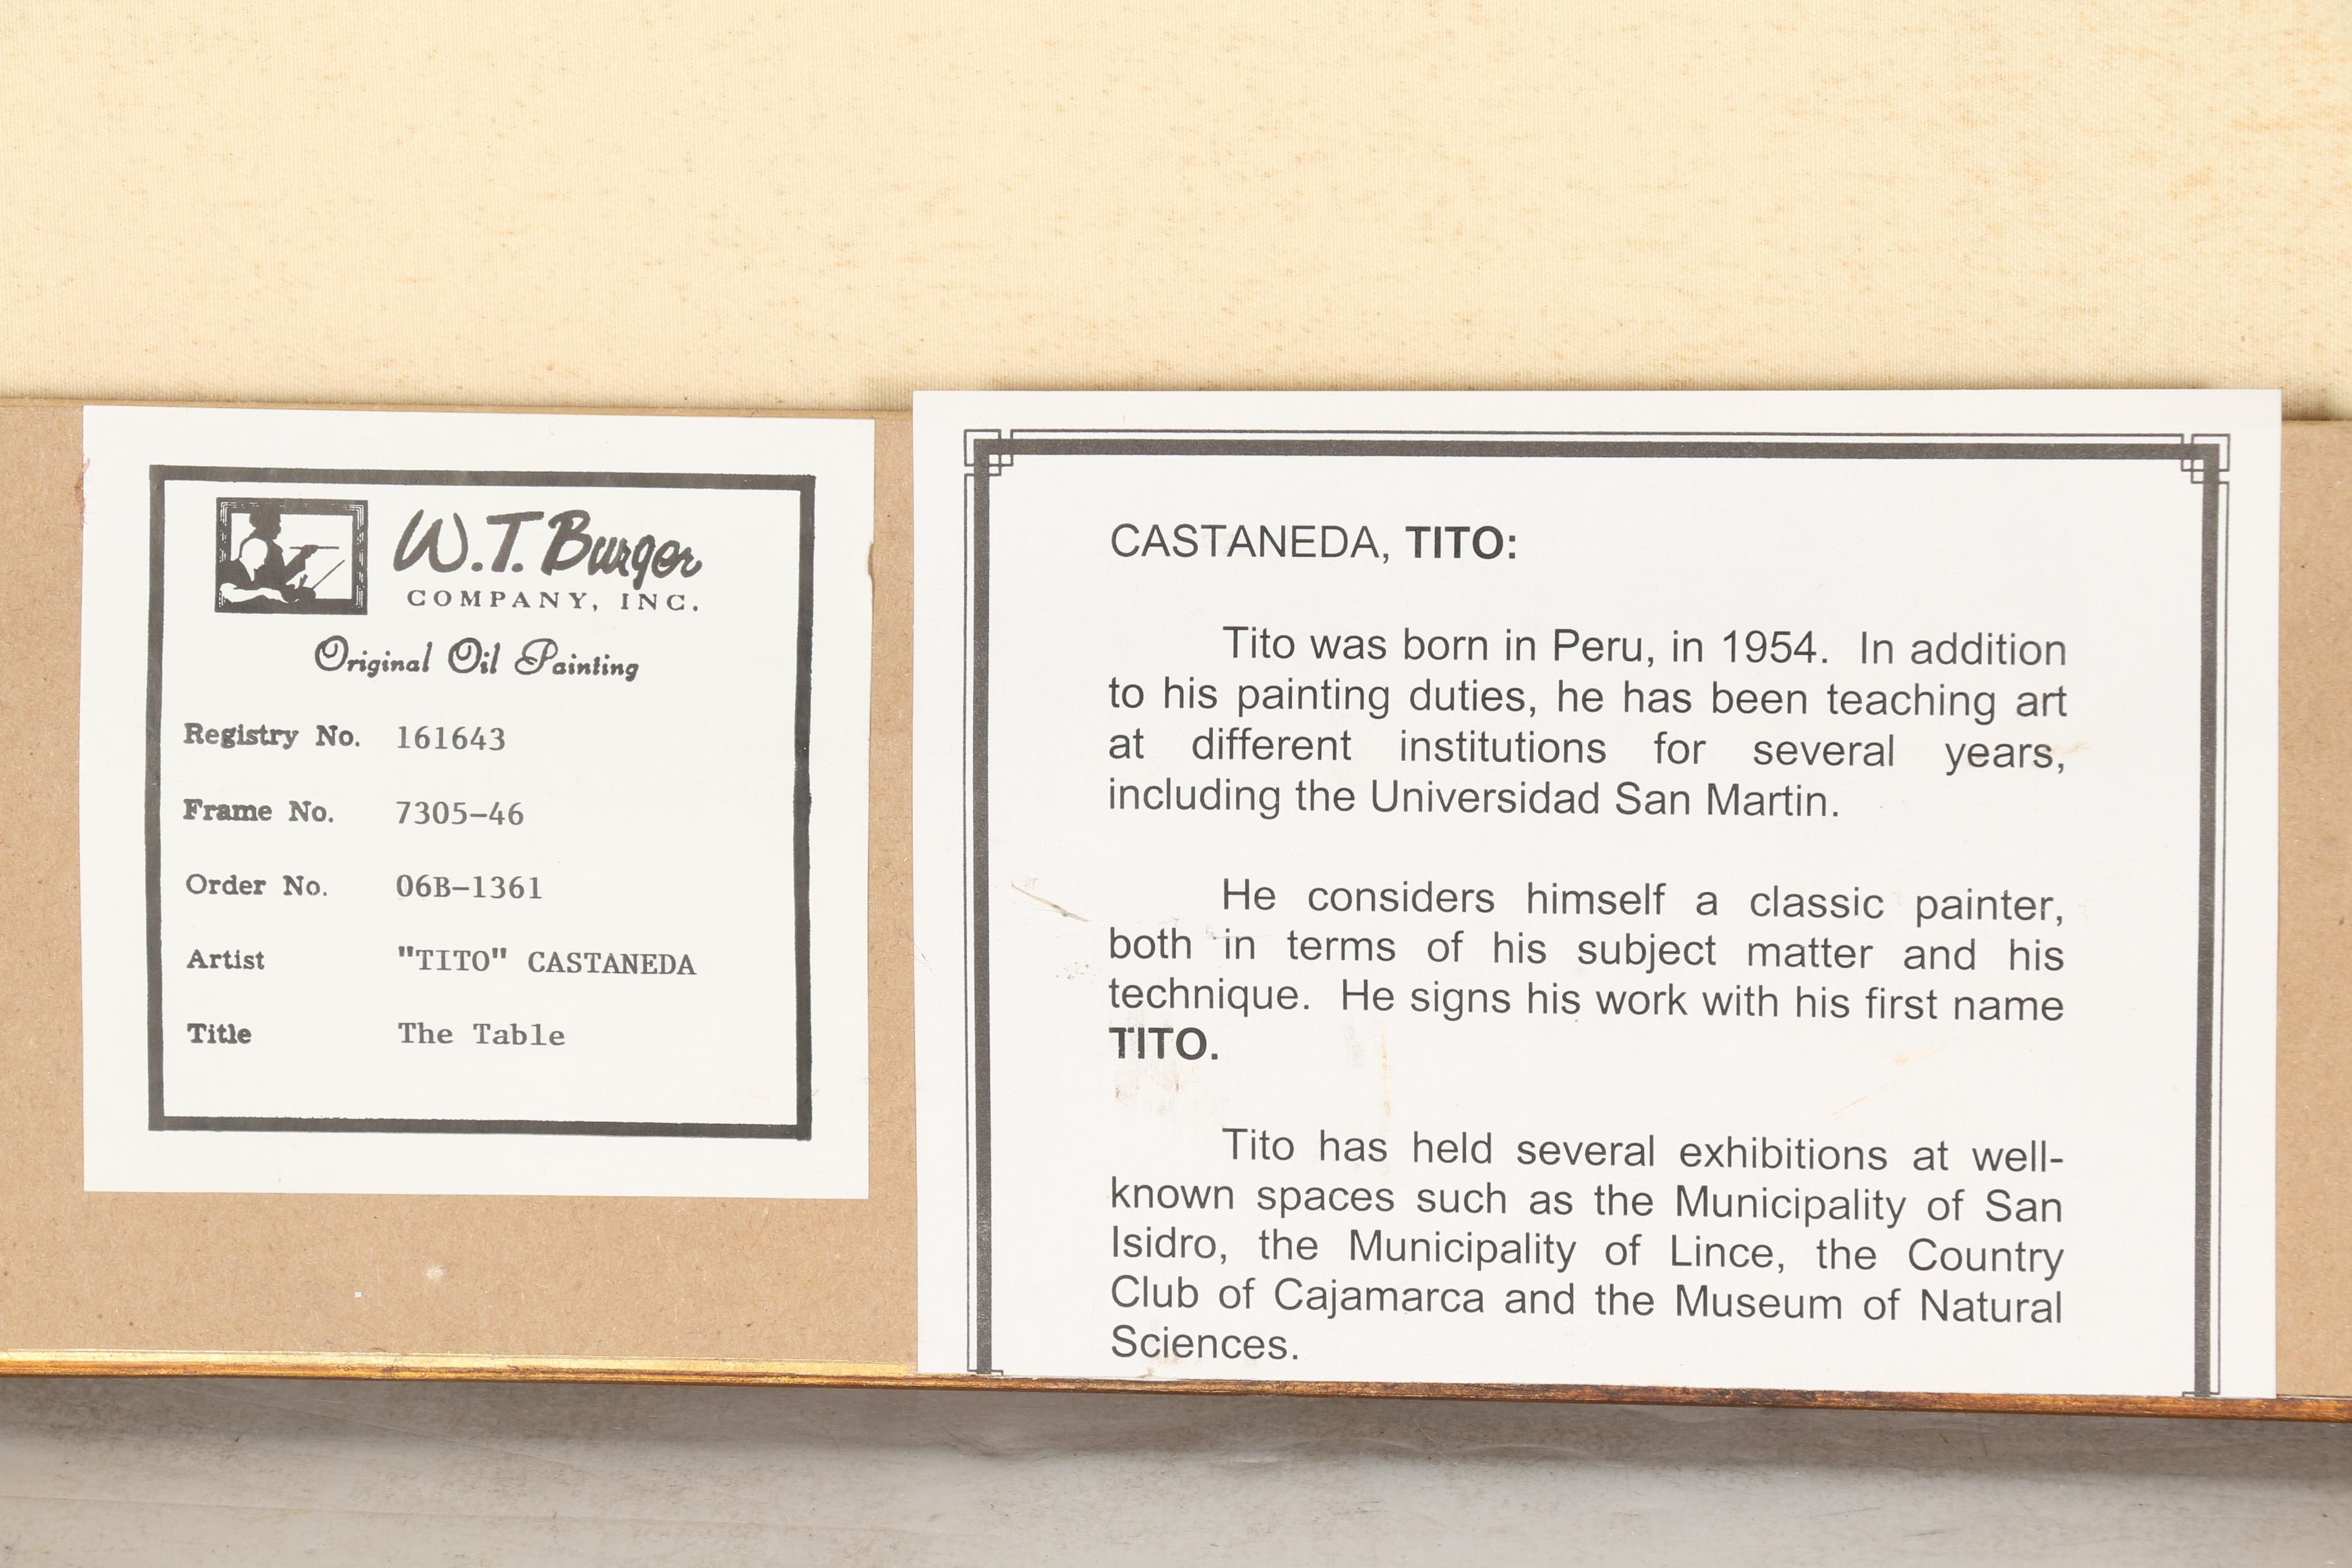 W.T. Burger
COMPANY, INC.
Original Oil Painting
Registry No. 161643
Frame No. 7305-46
Order No. 06B-1361
Artist "TITO" CASTANEDA
Title The Table
CASTANEDA, TITO:
Tito was born in Peru, in 1954. In addition
to his painting duties, he has been teaching art
at different institutions for several years,
including the Universidad San Martin.
He considers himself a classic painter,
both in terms of his subject matter and his
technique. He signs his work with his first name
TITO.
Tito has held several exhibitions at well-
known spaces such as the Municipality of San
Isidro, the Municipality of Lince, the Country
Club of Cajamarca and the Museum of Natural
Sciences.